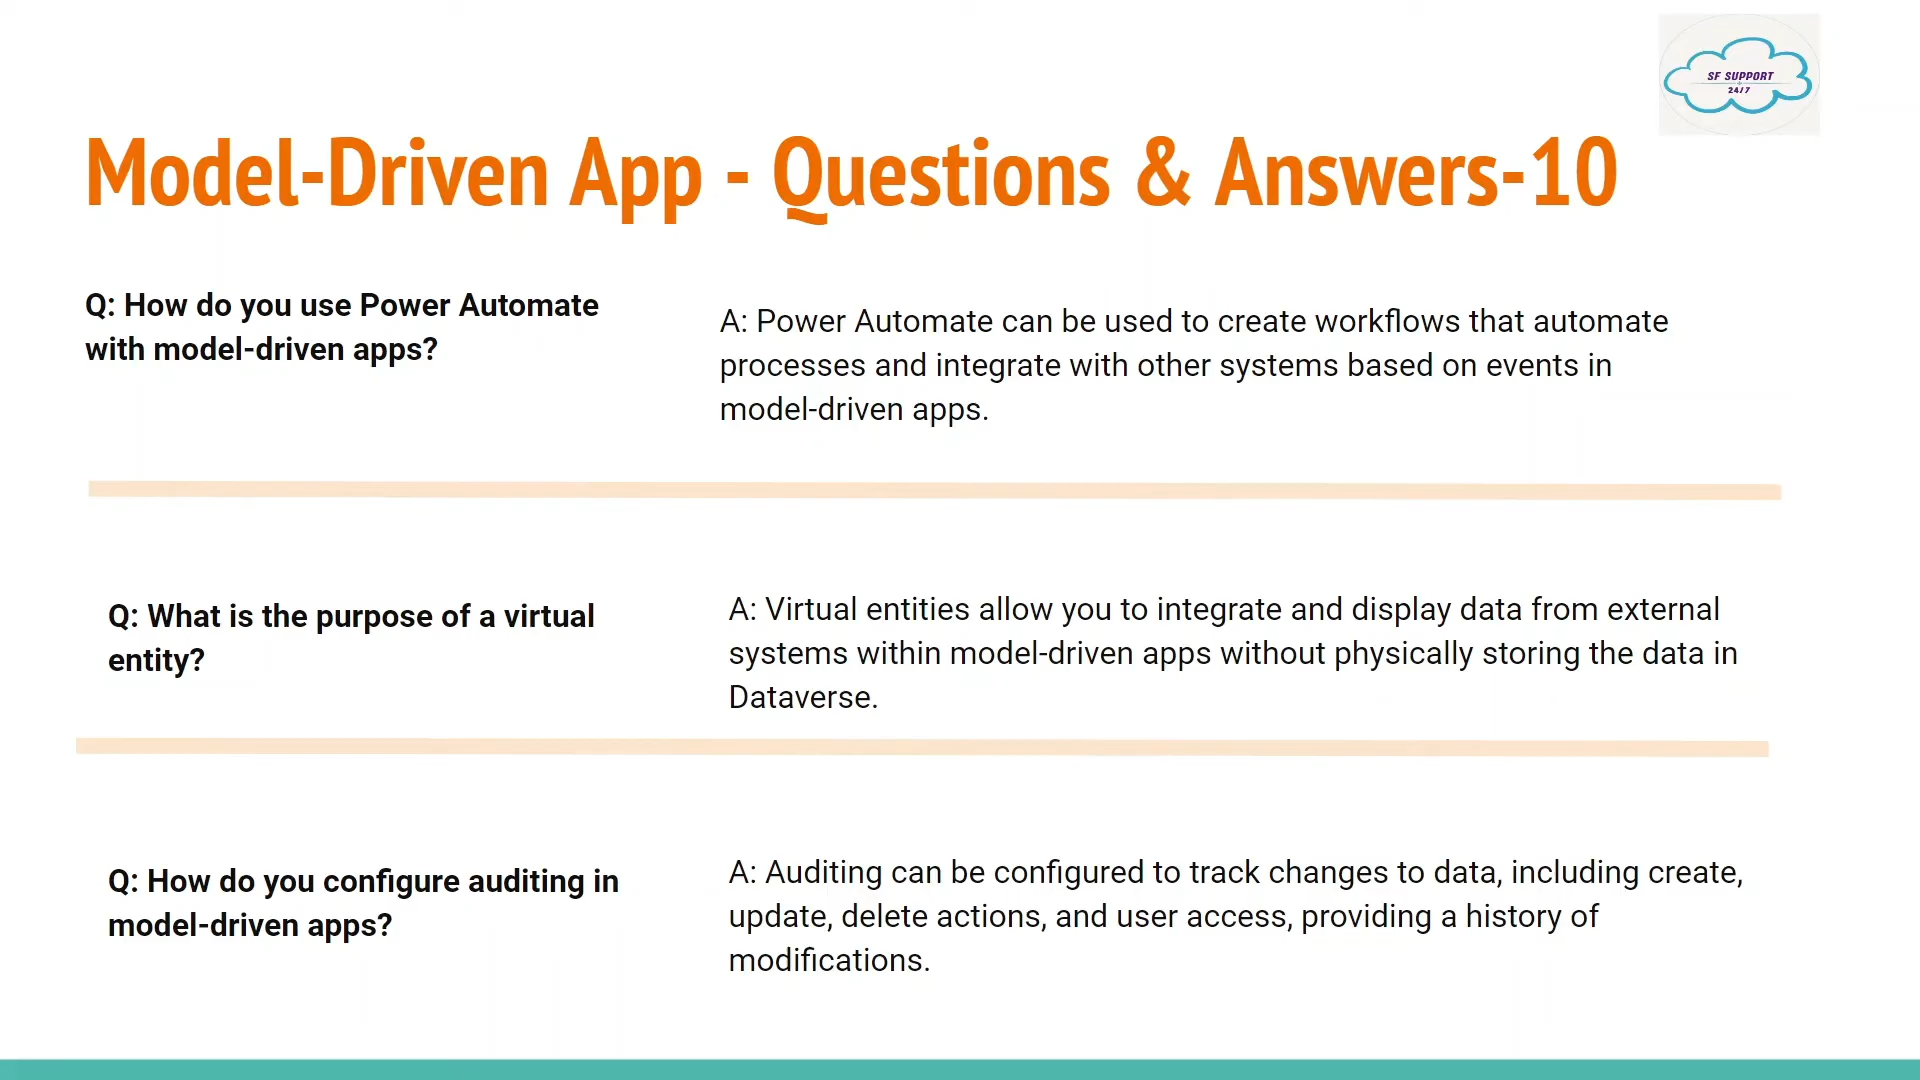 SF SUPPORT
24/7
Model-Driven App - Questions & Answers-10
Q: How do you use Power Automate
with model-driven apps?
A: Power Automate can be used to create workflows that automate
processes and integrate with other systems based on events in
model-driven apps.
Q: What is the purpose of a virtual
entity?
A: Virtual entities allow you to integrate and display data from external
systems within model-driven apps without physically storing the data in
Dataverse.
Q: How do you configure auditing in
model-driven apps?
A: Auditing can be configured to track changes to data, including create,
update, delete actions, and user access, providing a history of
modifications.